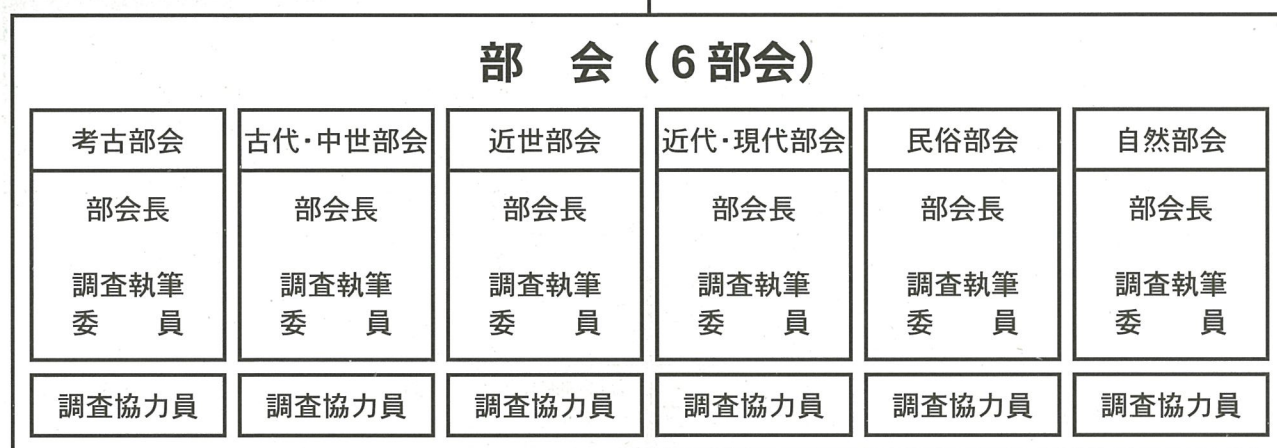 部　会（6部会）
考古部会
部会長
調査執筆
委　　員
調査協力員
古代・中世部会
部会長
調査執筆
委　　員
調査協力員
近世部会
部会長
調査執筆
委　　員
調査協力員
近代・現代部会
部会長
調査執筆
委　　員
調査協力員
民俗部会
部会長
調査執筆
委　　員
調査協力員
自然部会
部会長
調査執筆
委　　員
調査協力員